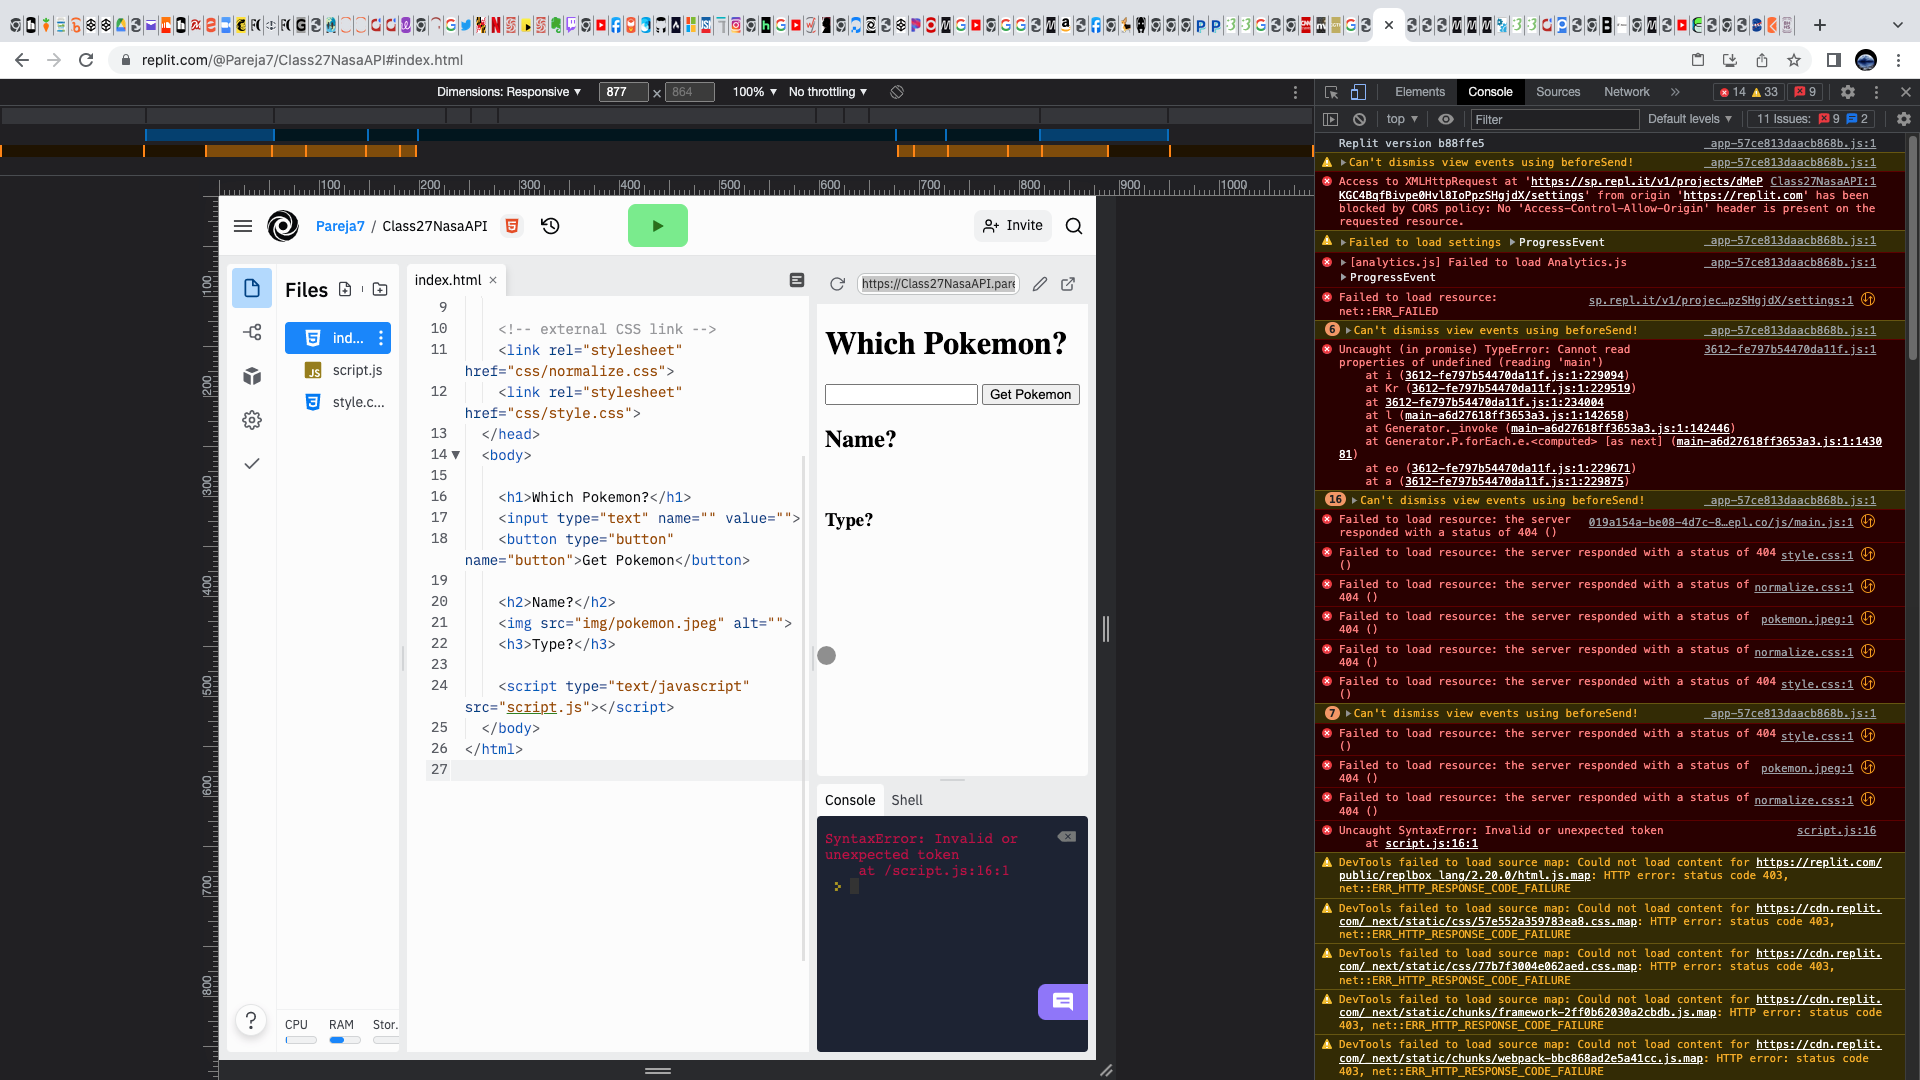 replit.com/@Pareja7/Class27NasaAPI#index.html
Dimensions: Responsive ▼ 877 × 864 100% ▼ No throttling ▼
Elements Console Sources Network » 14 33 9
top ▼ Filter Default levels ▼ 11 Issues: 9 2
100 200 300 400 500 600 700 800 900 1000
100
200
300
400
500
600
700
800
Pareja7 / Class27NasaAPI
Invite
Files
ind...
script.js
style.c...
CPU RAM Stor.
?
index.html ×
9
10 <!-- external CSS link -->
11 <link rel="stylesheet"
href="css/normalize.css">
12 <link rel="stylesheet"
href="css/style.css">
13 </head>
14 ▼ <body>
15
16 <h1>Which Pokemon?</h1>
17 <input type="text" name="" value="">
18 <button type="button"
name="button">Get Pokemon</button>
19
20 <h2>Name?</h2>
21 <img src="img/pokemon.jpeg" alt="">
22 <h3>Type?</h3>
23
24 <script type="text/javascript"
src="script.js"></script>
25 </body>
26 </html>
27
https://Class27NasaAPI.pare
Which Pokemon?
Get Pokemon
Name?
Type?
Console Shell
SyntaxError: Invalid or
unexpected token
at /script.js:16:1
Replit version b88ffe5 _app-57ce813daacb868b.js:1
Can't dismiss view events using beforeSend! _app-57ce813daacb868b.js:1
Access to XMLHttpRequest at 'https://sp.repl.it/v1/projects/dMeP Class27NasaAPI:1
KGC4BqfBivpe0Hvl8IoPpzSHgjdX/settings' from origin 'https://replit.com' has been
blocked by CORS policy: No 'Access-Control-Allow-Origin' header is present on the
requested resource.
Failed to load settings ▶ ProgressEvent _app-57ce813daacb868b.js:1
[analytics.js] Failed to load Analytics.js _app-57ce813daacb868b.js:1
▶ ProgressEvent
Failed to load resource: sp.repl.it/v1/projec…pzSHgjdX/settings:1
net::ERR_FAILED
6 Can't dismiss view events using beforeSend! _app-57ce813daacb868b.js:1
Uncaught (in promise) TypeError: Cannot read 3612-fe797b54470da11f.js:1
properties of undefined (reading 'main')
at i (3612-fe797b54470da11f.js:1:229094)
at Kr (3612-fe797b54470da11f.js:1:229519)
at 3612-fe797b54470da11f.js:1:234004
at l (main-a6d27618ff3653a3.js:1:142658)
at Generator._invoke (main-a6d27618ff3653a3.js:1:142446)
at Generator.P.forEach.e.<computed> [as next] (main-a6d27618ff3653a3.js:1:1430
81)
at eo (3612-fe797b54470da11f.js:1:229671)
at a (3612-fe797b54470da11f.js:1:229875)
16 Can't dismiss view events using beforeSend! _app-57ce813daacb868b.js:1
Failed to load resource: the server 019a154a-be08-4d7c-8…epl.co/js/main.js:1
responded with a status of 404 ()
Failed to load resource: the server responded with a status of 404 style.css:1
()
Failed to load resource: the server responded with a status of normalize.css:1
404 ()
Failed to load resource: the server responded with a status of pokemon.jpeg:1
404 ()
Failed to load resource: the server responded with a status of normalize.css:1
404 ()
Failed to load resource: the server responded with a status of 404 style.css:1
()
7 Can't dismiss view events using beforeSend! _app-57ce813daacb868b.js:1
Failed to load resource: the server responded with a status of 404 style.css:1
()
Failed to load resource: the server responded with a status of pokemon.jpeg:1
404 ()
Failed to load resource: the server responded with a status of normalize.css:1
404 ()
Uncaught SyntaxError: Invalid or unexpected token script.js:16
at script.js:16:1
DevTools failed to load source map: Could not load content for https://replit.com/
public/replbox_lang/2.20.0/html.js.map: HTTP error: status code 403,
net::ERR_HTTP_RESPONSE_CODE_FAILURE
DevTools failed to load source map: Could not load content for https://cdn.replit.
com/_next/static/css/57e552a359783ea8.css.map: HTTP error: status code 403,
net::ERR_HTTP_RESPONSE_CODE_FAILURE
DevTools failed to load source map: Could not load content for https://cdn.replit.
com/_next/static/css/77b7f3004e062aed.css.map: HTTP error: status code 403,
net::ERR_HTTP_RESPONSE_CODE_FAILURE
DevTools failed to load source map: Could not load content for https://cdn.replit.
com/_next/static/chunks/framework-2ff0b62030a2cbdb.js.map: HTTP error: status code
403, net::ERR_HTTP_RESPONSE_CODE_FAILURE
DevTools failed to load source map: Could not load content for https://cdn.replit.
com/_next/static/chunks/webpack-bbc868ad2e5a41cc.js.map: HTTP error: status code
403, net::ERR_HTTP_RESPONSE_CODE_FAILURE